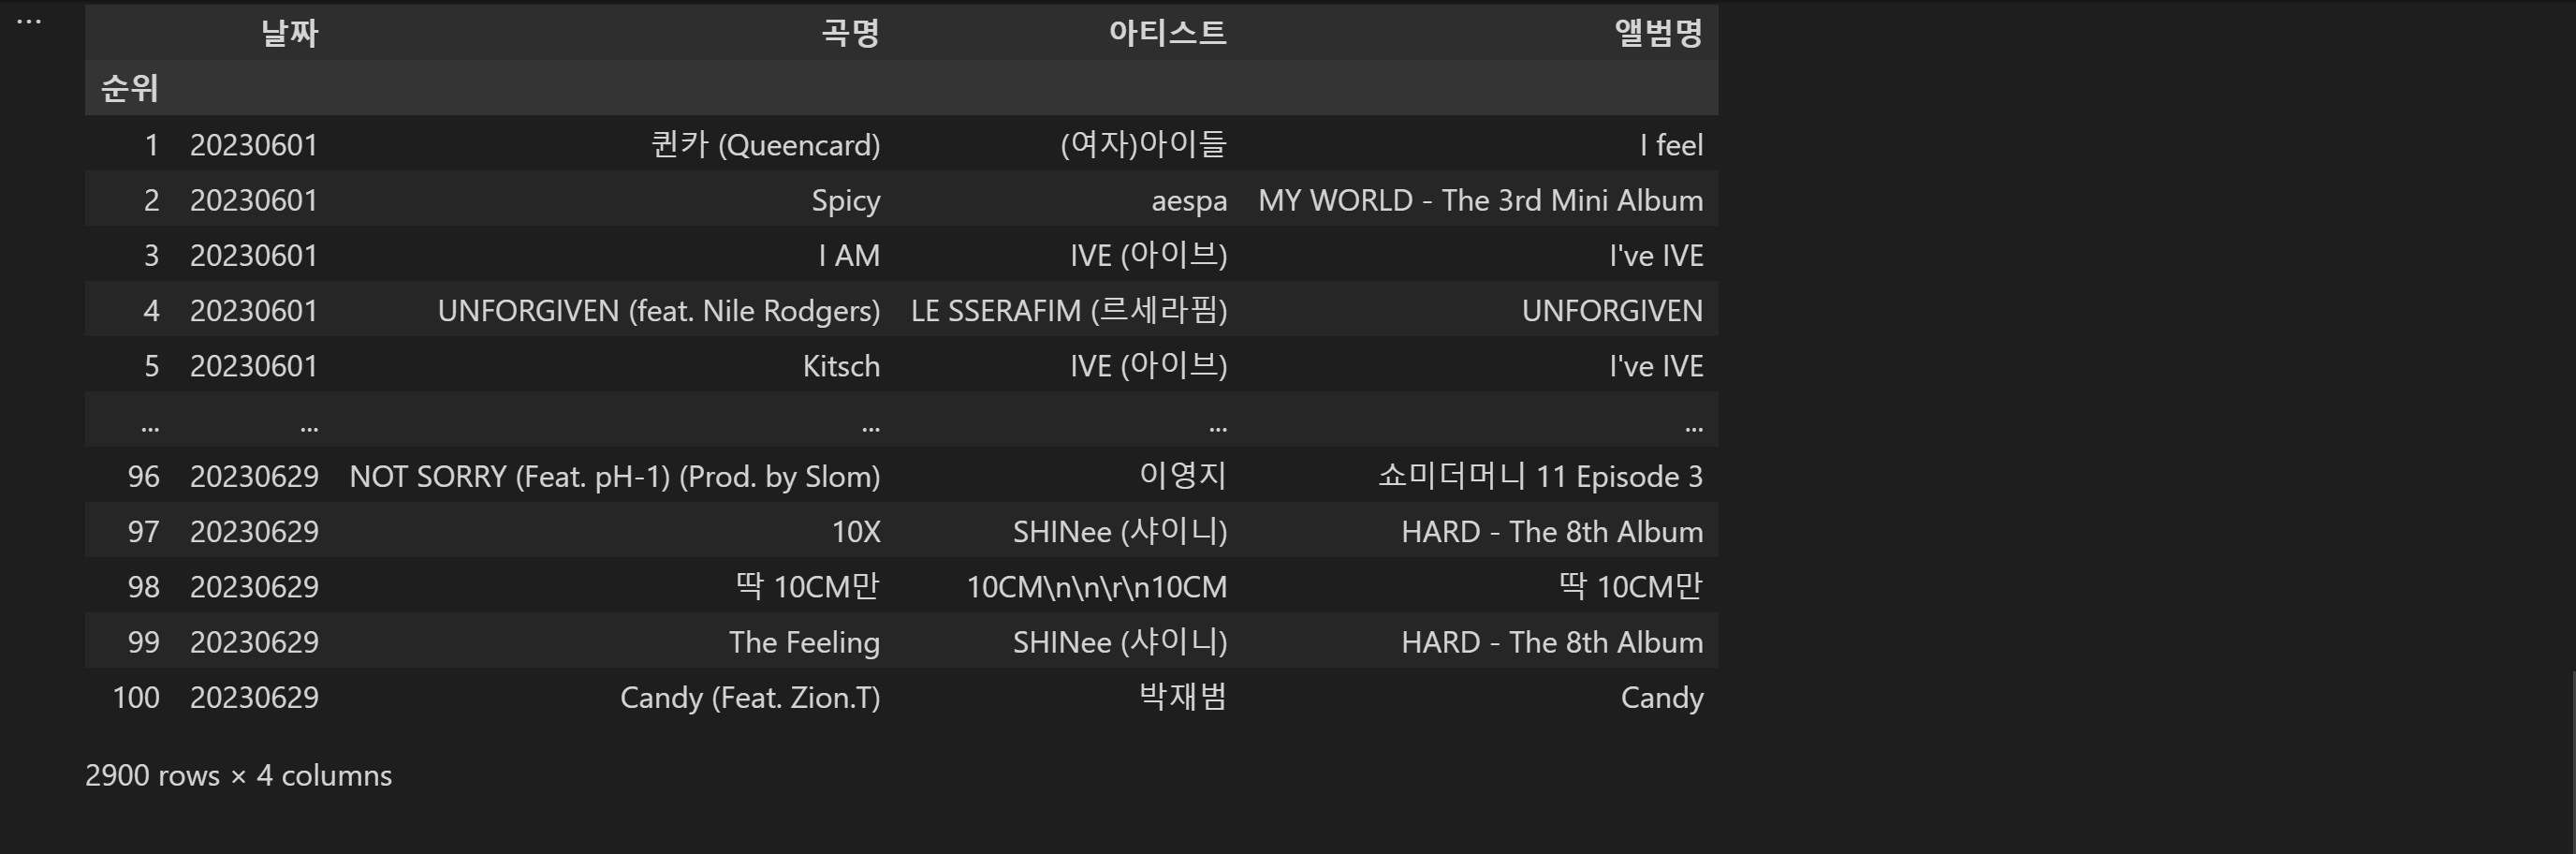 ...
날짜 곡명 아티스트 앨범명
순위
1 20230601 퀸카 (Queencard) (여자)아이들 I feel
2 20230601 Spicy aespa MY WORLD - The 3rd Mini Album
3 20230601 I AM IVE (아이브) I've IVE
4 20230601 UNFORGIVEN (feat. Nile Rodgers) LE SSERAFIM (르세라핌) UNFORGIVEN
5 20230601 Kitsch IVE (아이브) I've IVE
... ... ... ... ...
96 20230629 NOT SORRY (Feat. pH-1) (Prod. by Slom) 이영지 쇼미더머니 11 Episode 3
97 20230629 10X SHINee (샤이니) HARD - The 8th Album
98 20230629 딱 10CM만 10CM\n\n\r\n10CM 딱 10CM만
99 20230629 The Feeling SHINee (샤이니) HARD - The 8th Album
100 20230629 Candy (Feat. Zion.T) 박재범 Candy
2900 rows × 4 columns